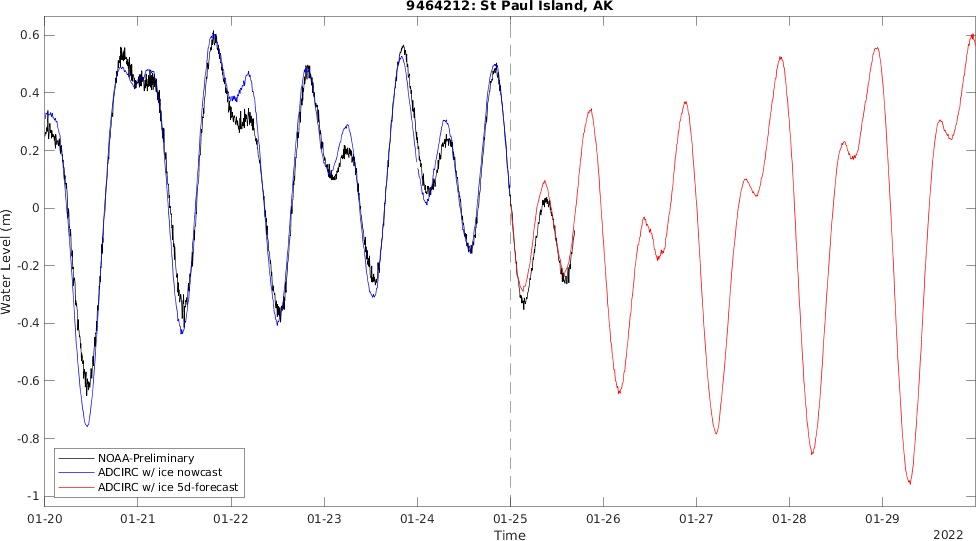 9464212: St Paul Island, AK
0.6
0.4
0.2
0
-0.2
-0.4
-0.6
-0.8
-1
Water Level (m)
NOAA-Preliminary
ADCIRC w/ ice nowcast
ADCIRC w/ ice 5d-forecast
01-20 01-21 01-22 01-23 01-24 01-25 01-26 01-27 01-28 01-29
Time
2022